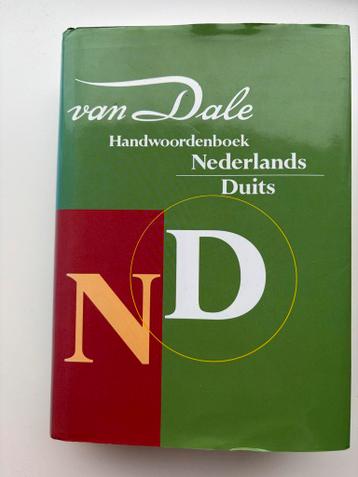 van Dale
Handwoordenboek
Nederlands
Duits
N D